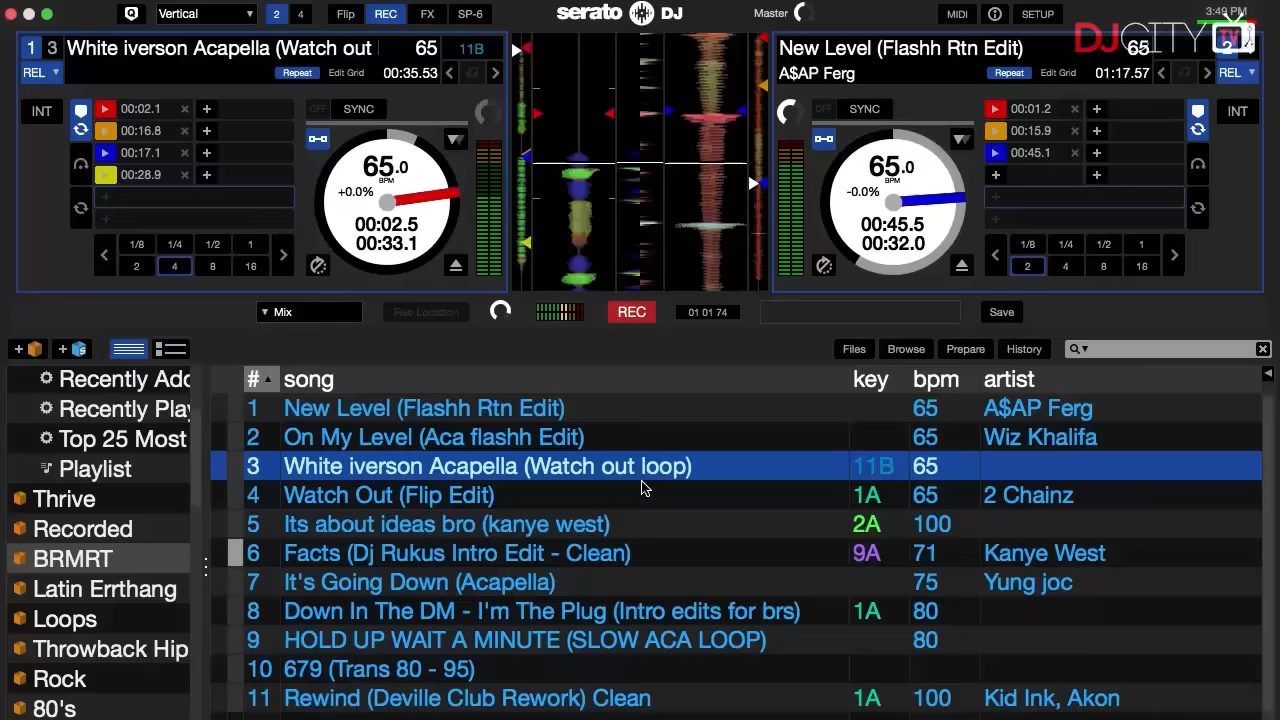 Vertical
2
4
Flip
REC
FX
SP-6
serato DJ
Master
MIDI
SETUP
3:49 PM
DJCITY TV
1 3 White iverson Acapella (Watch out 65 11B
REL Repeat Edit Grid 00:35.53
New Level (Flashh Rtn Edit) 65 2
A$AP Ferg Repeat Edit Grid 01:17.57 REL
INT
00:02.1
00:16.8
00:17.1
00:28.9
OFF SYNC
65.0
BPM
+0.0%
00:02.5
00:33.1
1/8 1/4 1/2 1
2 4 8 16
OFF SYNC
65.0
BPM
-0.0%
00:45.5
00:32.0
00:01.2
00:15.9
00:45.1
INT
1/8 1/4 1/2 1
2 4 8 16
Mix
Rec Location
REC
01 01 74
Save
Files
Browse
Prepare
History
Recently Adc
Recently Play
Top 25 Most
Playlist
Thrive
Recorded
BRMRT
Latin Errthang
Loops
Throwback Hip
Rock
80's
# song key bpm artist
1 New Level (Flashh Rtn Edit) 65 A$AP Ferg
2 On My Level (Aca flashh Edit) 65 Wiz Khalifa
3 White iverson Acapella (Watch out loop) 11B 65
4 Watch Out (Flip Edit) 1A 65 2 Chainz
5 Its about ideas bro (kanye west) 2A 100
6 Facts (Dj Rukus Intro Edit - Clean) 9A 71 Kanye West
7 It's Going Down (Acapella) 75 Yung joc
8 Down In The DM - I'm The Plug (Intro edits for brs) 1A 80
9 HOLD UP WAIT A MINUTE (SLOW ACA LOOP) 80
10 679 (Trans 80 - 95)
11 Rewind (Deville Club Rework) Clean 1A 100 Kid Ink, Akon